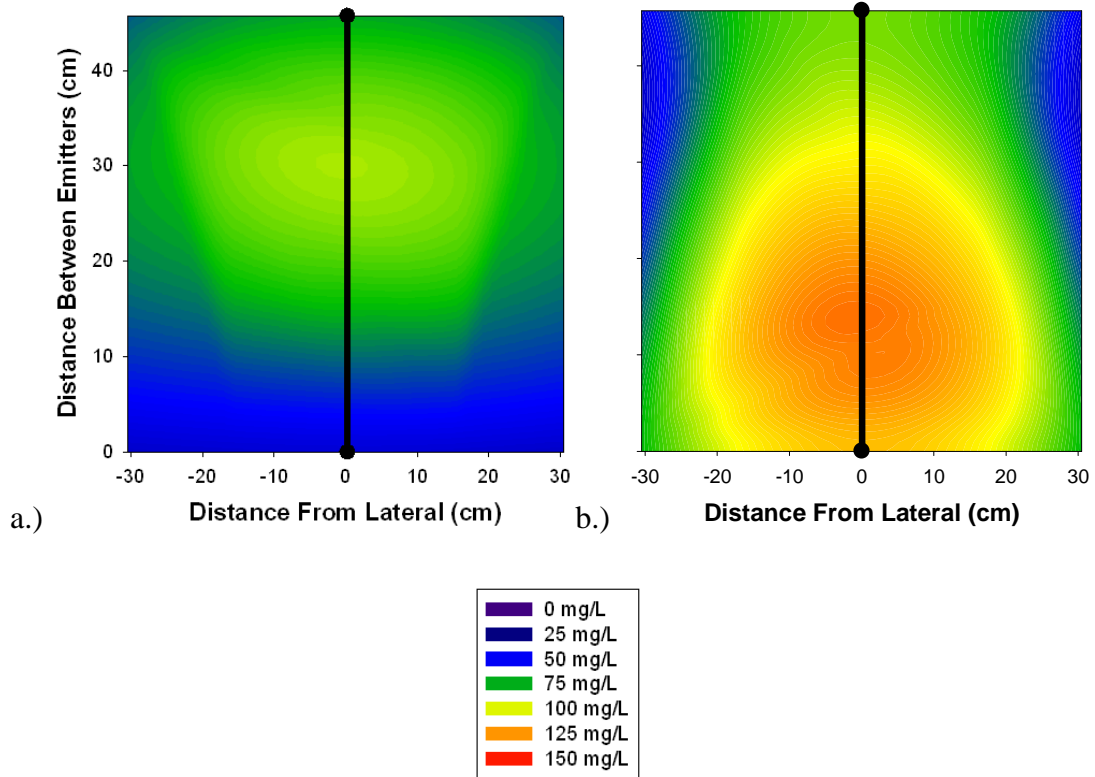 Distance Between Emitters (cm)
40
30
20
10
0
-30 -20 -10 0 10 20 30
Distance From Lateral (cm)
a.)
-30 -20 -10 0 10 20 30
Distance From Lateral (cm)
b.)
0 mg/L
25 mg/L
50 mg/L
75 mg/L
100 mg/L
125 mg/L
150 mg/L